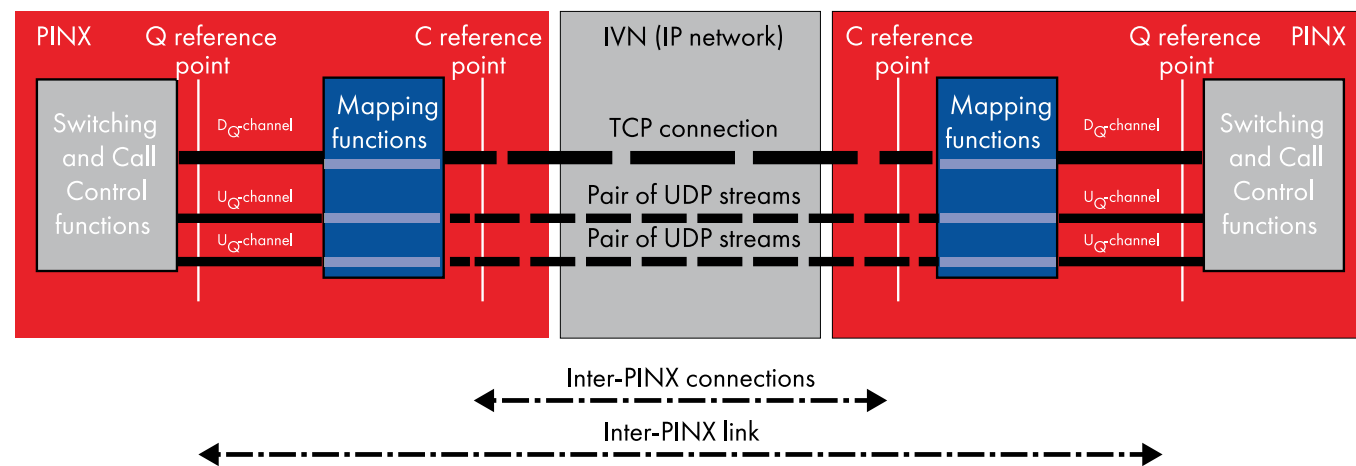 PINX
Q reference
point
C reference
point
IVN (IP network)
C reference
point
Q reference
point
PINX
Switching
and Call
Control
functions
DQ-channel
UQ-channel
UQ-channel
Mapping
functions
TCP connection
Pair of UDP streams
Pair of UDP streams
Mapping
functions
DQ-channel
UQ-channel
UQ-channel
Switching
and Call
Control
functions
Inter-PINX connections
Inter-PINX link